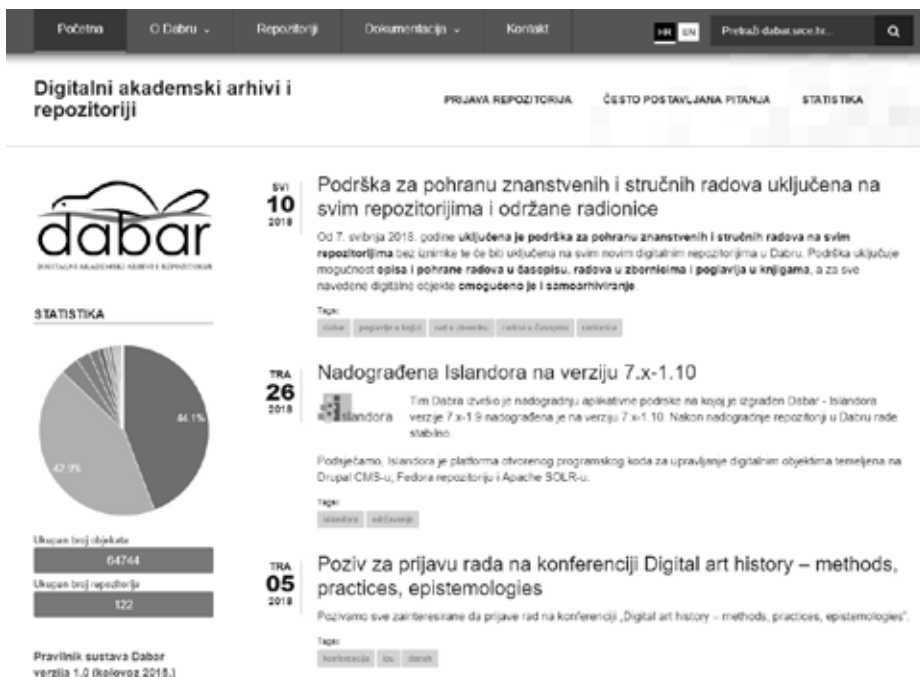 Početna
O Dabru
Repozitoriji
Dokumentacija
Kontakt
HR EN
Pretraži dabar.srce.hr...
Digitalni akademski arhivi i
repozitoriji
PRIJAVA REPOZITORIJA
ČESTO POSTAVLJANA PITANJA
STATISTIKA
dabar
DIGITALNI AKADEMSKI ARHIVI I REPOZITORIJI
STATISTIKA
44.1%
42.9%
Ukupan broj objekata
64744
Ukupan broj repozitorija
122
Pravilnik sustava Dabar
verzija 1.0 (kolovoz 2015.)
SVI
10
2018
Podrška za pohranu znanstvenih i stručnih radova uključena na
svim repozitorijima i održane radionice
Od 7. svibnja 2018. godine uključena je podrška za pohranu znanstvenih i stručnih radova na svim
repozitorijima bez iznimke te će biti uključena na svim novim digitalnim repozitorijima u Dabru. Podrška uključuje
mogućnost opisa i pohrane radova u časopisu, radova u zbornicima i poglavlja u knjigama, a za sve
navedene digitalne objekte omogućeno je i samoarhiviranje.
Tags:
dabar poglavlje u knjizi rad u zborniku radovi u časopisu radionica
TRA
26
2018
Nadograđena Islandora na verziju 7.x-1.10
islandora
Tim Dabra izvršio je nadogradnju aplikativne podrške na kojoj je izgrađen Dabar - Islandora
verzije 7.x-1.9 nadograđena je na verziju 7.x-1.10. Nakon nadogradnje repozitoriji u Dabru rade
stabilno.
Podsjećamo, Islandora je platforma otvorenog programskog koda za upravljanje digitalnim objektima temeljena na
Drupal CMS-u, Fedora repozitoriju i Apache SOLR-u.
Tags:
islandora održavanje
TRA
05
2018
Poziv za prijavu rada na konferenciji Digital art history – methods,
practices, epistemologies
Pozivamo sve zainteresirane da prijave rad na konferenciji „Digital art history – methods, practices, epistemologies".
Tags:
konferencija ipu dariah